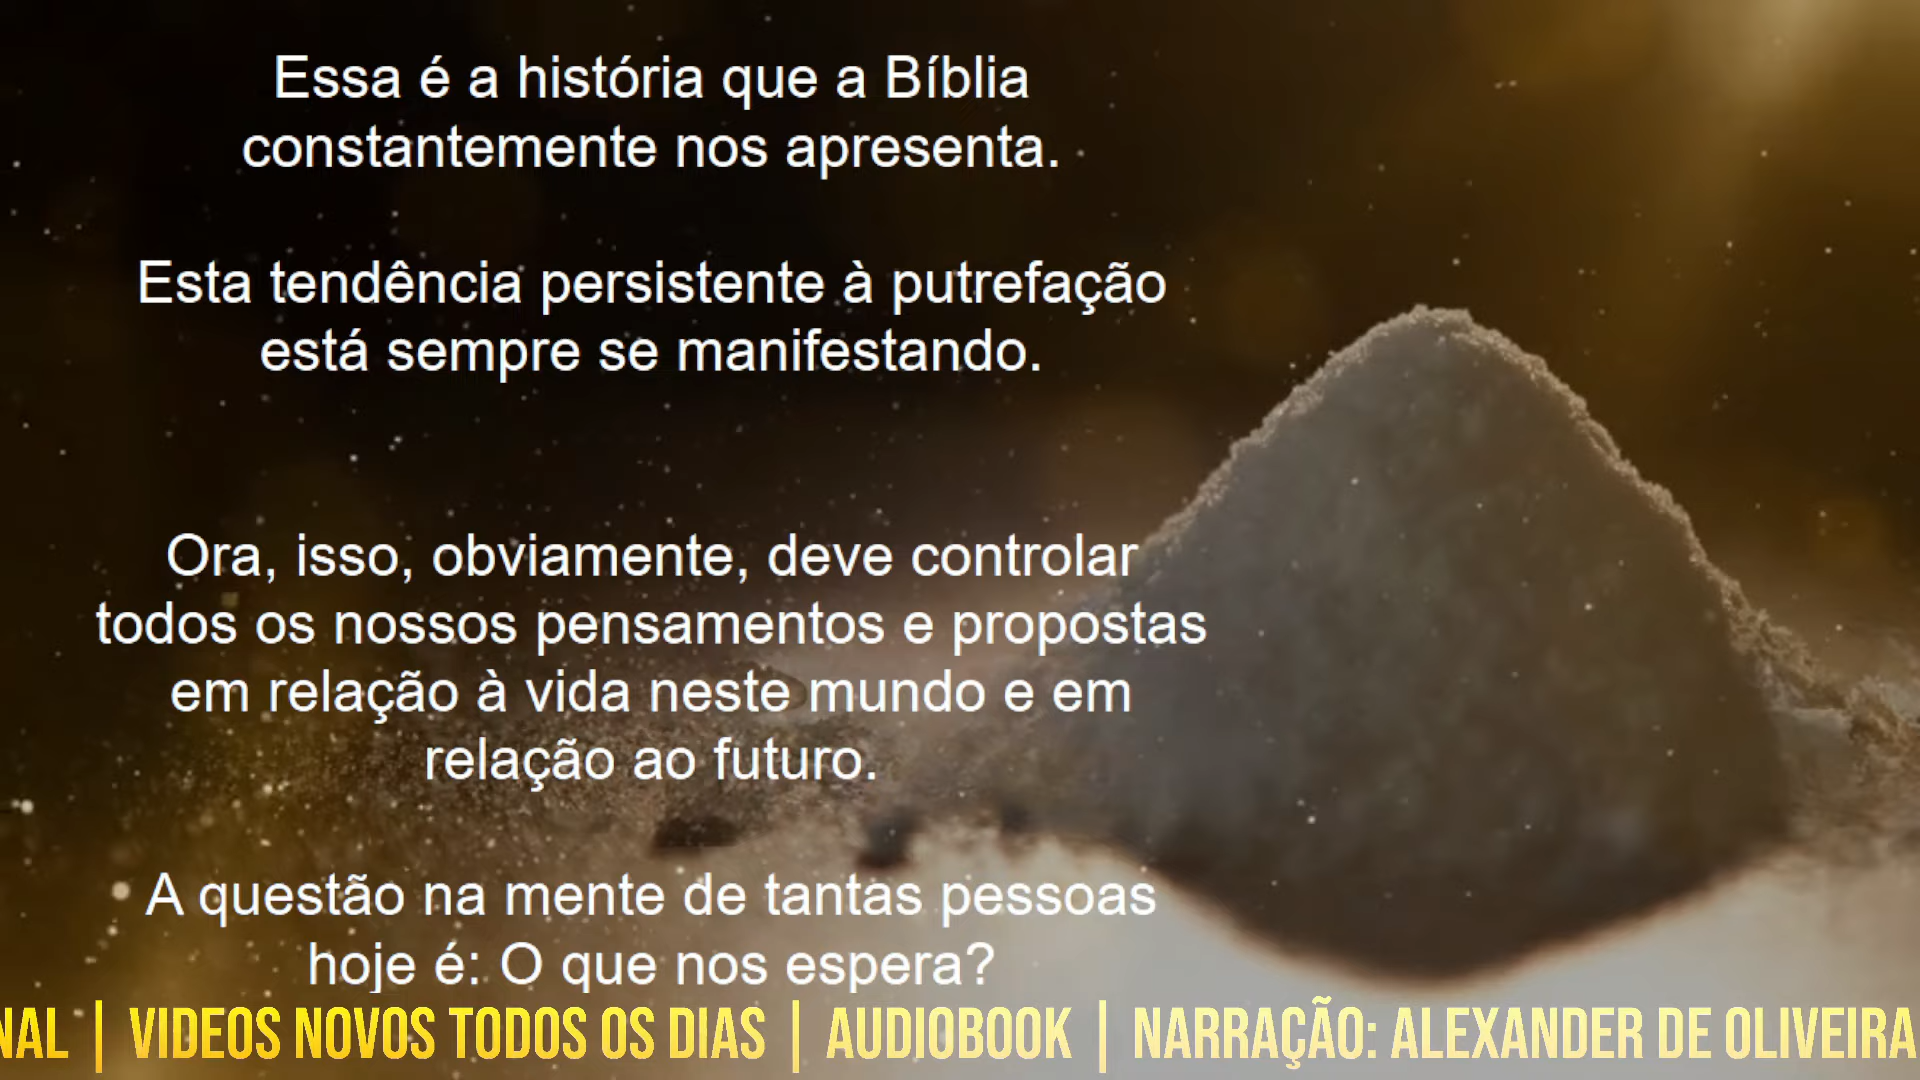 Essa é a história que a Bíblia
constantemente nos apresenta.
Esta tendência persistente à putrefação
está sempre se manifestando.
Ora, isso, obviamente, deve controlar
todos os nossos pensamentos e propostas
em relação à vida neste mundo e em
relação ao futuro.
A questão na mente de tantas pessoas
hoje é: O que nos espera?
NAL | VIDEOS NOVOS TODOS OS DIAS | AUDIOBOOK | NARRAÇÃO: ALEXANDER DE OLIVEIRA